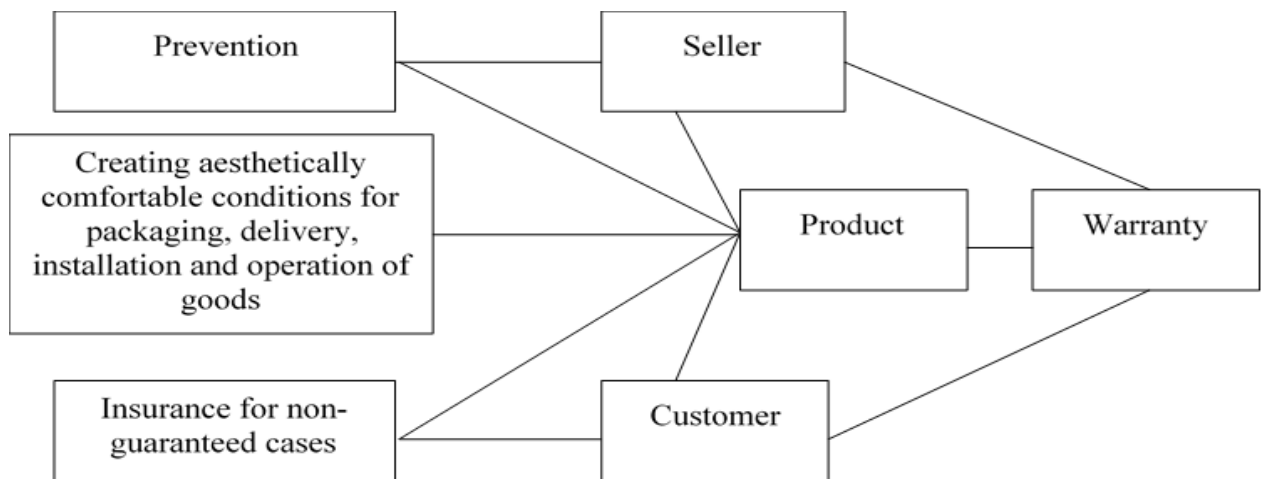 Prevention
Seller
Creating aesthetically
comfortable conditions for
packaging, delivery,
installation and operation of
goods
Product
Warranty
Insurance for non-
guaranteed cases
Customer